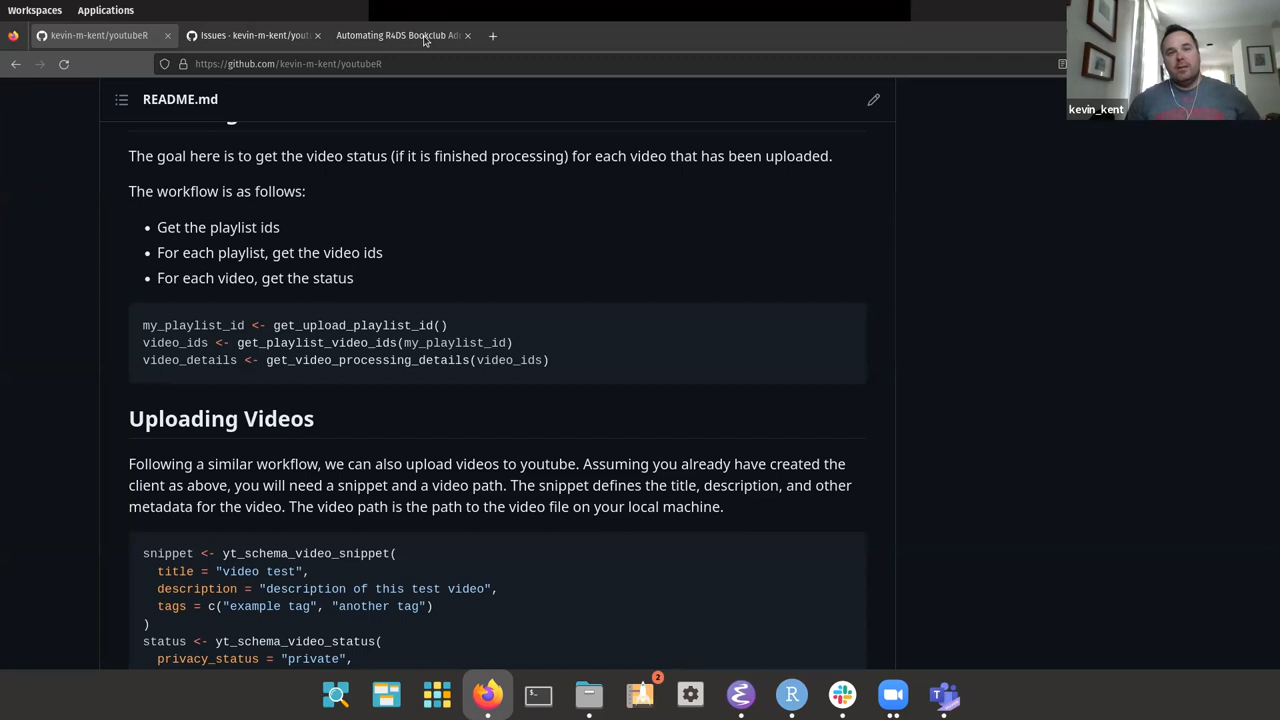 Workspaces Applications
kevin-m-kent/youtubeR
Issues · kevin-m-kent/yout
Automating R4DS Bookclub Ad
https://github.com/kevin-m-kent/youtubeR
kevin_kent
README.md
The goal here is to get the video status (if it is finished processing) for each video that has been uploaded.
The workflow is as follows:
• Get the playlist ids
• For each playlist, get the video ids
• For each video, get the status
my_playlist_id <- get_upload_playlist_id()
video_ids <- get_playlist_video_ids(my_playlist_id)
video_details <- get_video_processing_details(video_ids)
Uploading Videos
Following a similar workflow, we can also upload videos to youtube. Assuming you already have created the
client as above, you will need a snippet and a video path. The snippet defines the title, description, and other
metadata for the video. The video path is the path to the video file on your local machine.
snippet <- yt_schema_video_snippet(
title = "video test",
description = "description of this test video",
tags = c("example tag", "another tag")
)
status <- yt_schema_video_status(
privacy_status = "private",
2